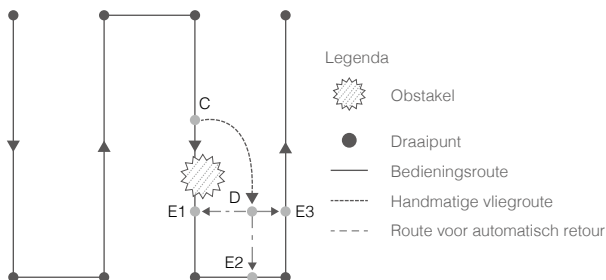 Legenda
C
Obstakel
Draaipunt
Bedieningsroute
D
Handmatige vliegroute
E1
E3
Route voor automatisch retour
E2